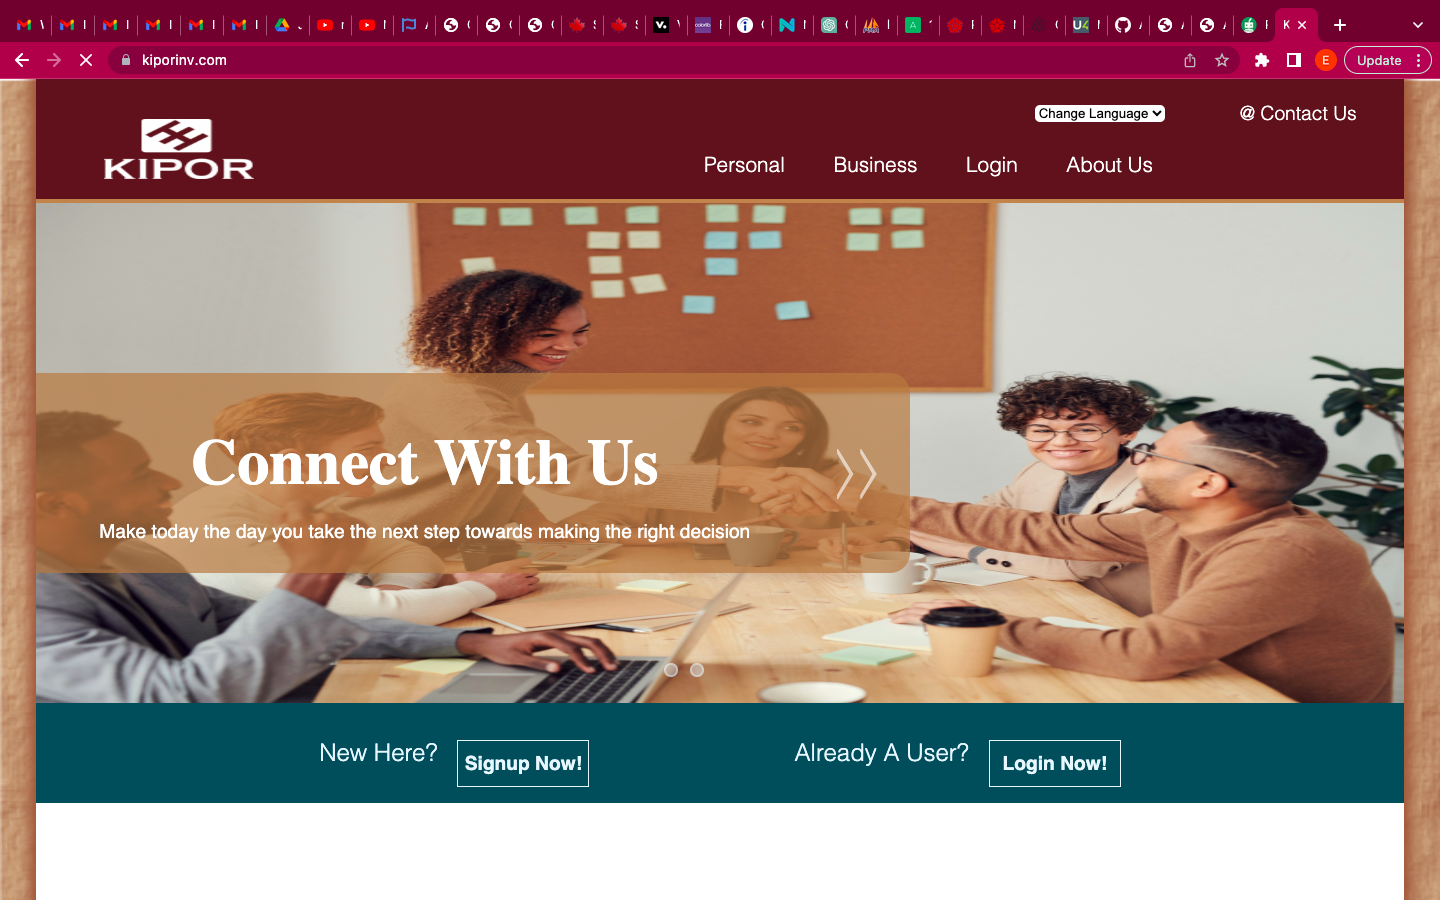 kiporinv.com
Update
E
Change Language
@ Contact Us
KIPOR
Personal
Business
Login
About Us
Connect With Us
Make today the day you take the next step towards making the right decision
New Here?
Signup Now!
Already A User?
Login Now!